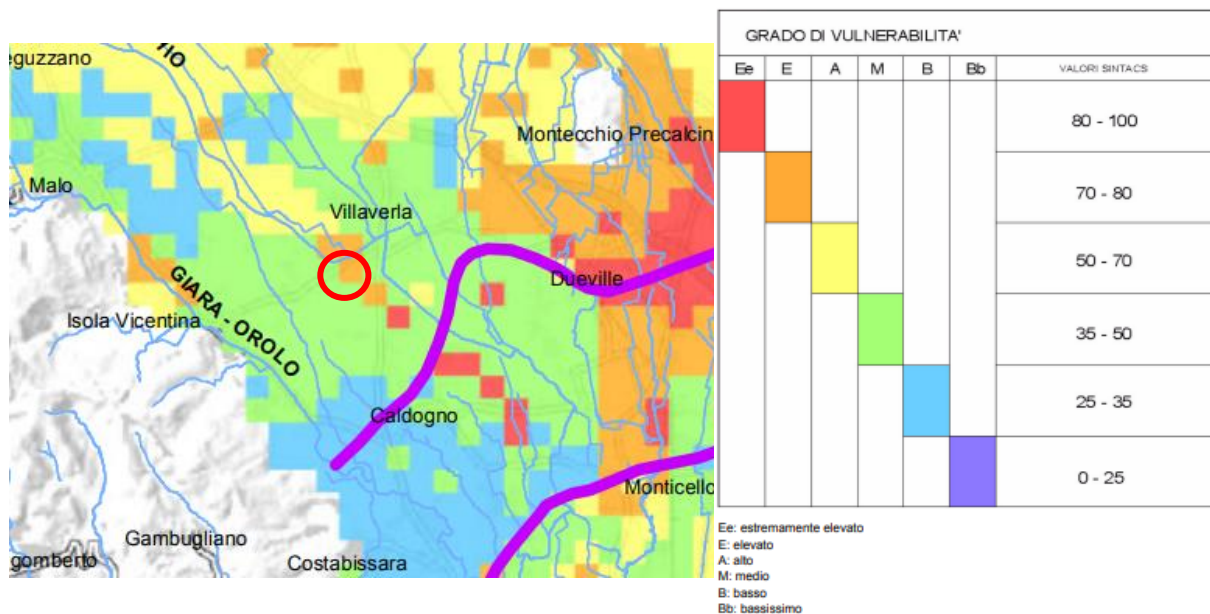 eguzzano
Montecchio Precalcin
Malo
Villaverla
Dueville
GIARA - OROLO
Isola Vicentina
Caldogno
Monticello
Gambugliano
gomberto
Costabissara
GRADO DI VULNERABILITA'
Ee E A M B Bb VALORI SINTACS
80 - 100
70 - 80
50 - 70
35 - 50
25 - 35
0 - 25
Ee: estremamente elevato
E: elevato
A: alto
M: medio
B: basso
Bb: bassissimo